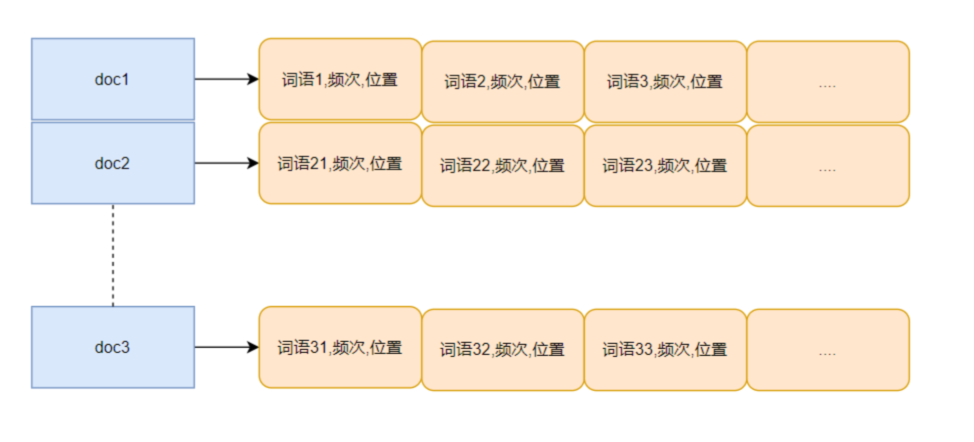 doc1
词语1,频次,位置
词语2,频次,位置
词语3,频次,位置
....
doc2
词语21,频次,位置
词语22,频次,位置
词语23,频次,位置
....
doc3
词语31,频次,位置
词语32,频次,位置
词语33,频次,位置
....